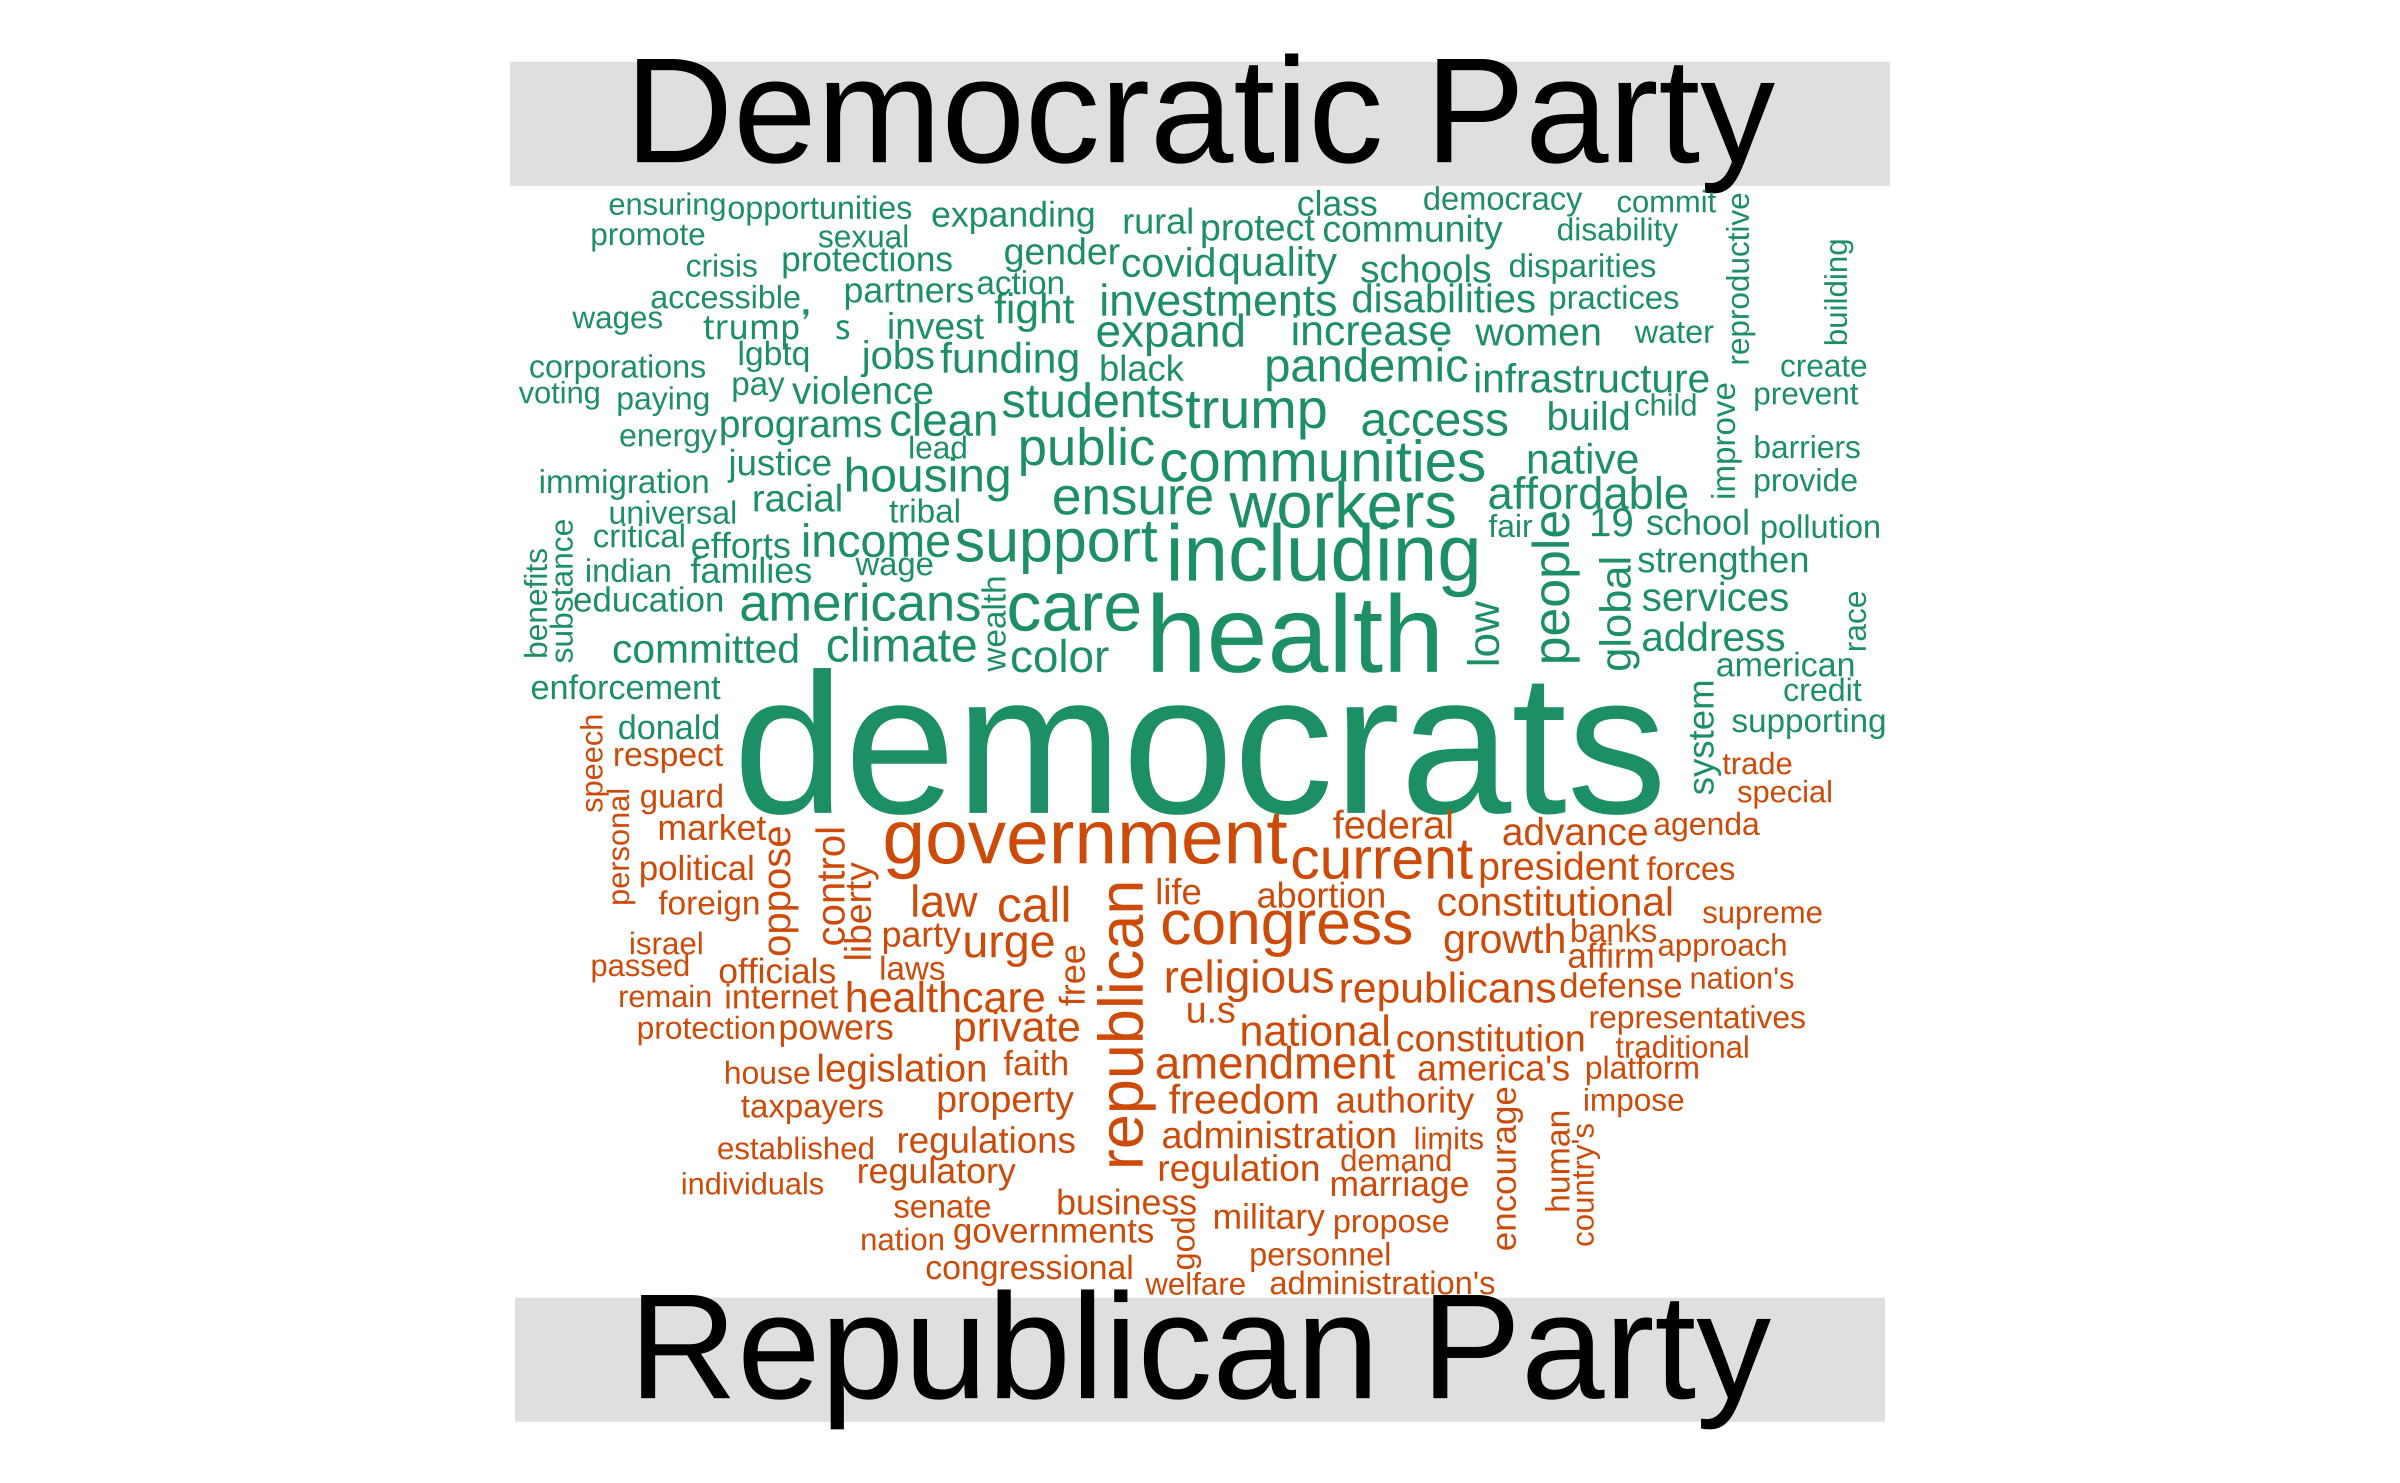 Democratic Party
ensuring opportunities expanding rural protect class democracy commit
promote sexual gender community disability reproductive
crisis protections covid quality schools disparities building
accessible partners action investments disabilities practices
wages trump ’ s invest fight expand increase women water
corporations lgbtq jobs funding black pandemic infrastructure create
voting paying pay violence students trump access build child prevent
energy programs clean public communities native improve barriers
immigration justice lead housing ensure workers affordable provide
universal racial tribal fair 19 school pollution
critical efforts income support including people strengthen
benefits substance indian families wage global services
education americans wealth care health low address race
committed climate color american
enforcement democrats system credit
donald supporting
speech respect trade
personal guard government federal advance agenda special
market oppose control current president forces
political liberty law call life abortion constitutional supreme
foreign party urge republican congress growth banks approach
israel officials laws free religious republicans affirm nation's
passed internet healthcare u.s defense
remain powers private national constitution representatives
protection legislation faith amendment america's traditional
house property freedom authority platform
taxpayers regulations administration limits encourage impose
established regulatory regulation demand human country's
individuals marriage
senate business military propose
nation governments god personnel
congressional welfare administration's
Republican Party